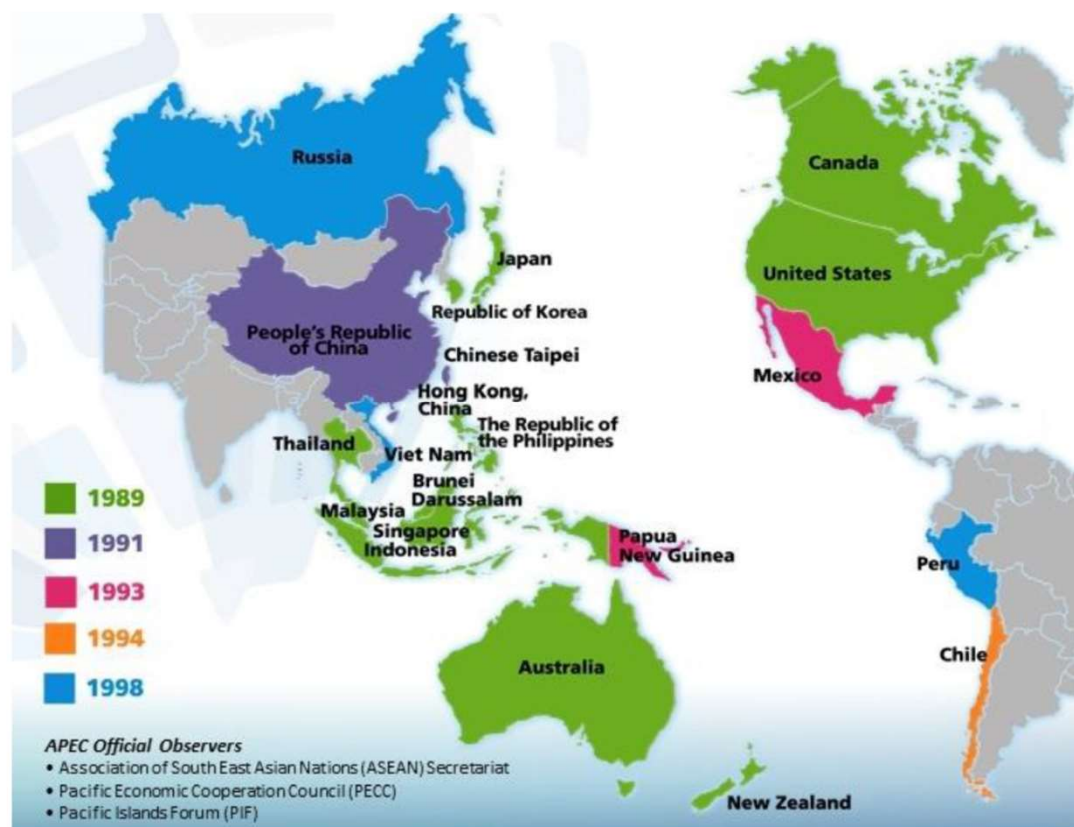 Russia
Canada
Japan
United States
Republic of Korea
People's Republic
of China
Chinese Taipei
Mexico
Hong Kong,
China
The Republic of
the Philippines
Thailand
Viet Nam
Brunei
Darussalam
Malaysia
Singapore
Indonesia
Papua
New Guinea
Peru
Chile
Australia
New Zealand
1989
1991
1993
1994
1998
APEC Official Observers
• Association of South East Asian Nations (ASEAN) Secretariat
• Pacific Economic Cooperation Council (PECC)
• Pacific Islands Forum (PIF)